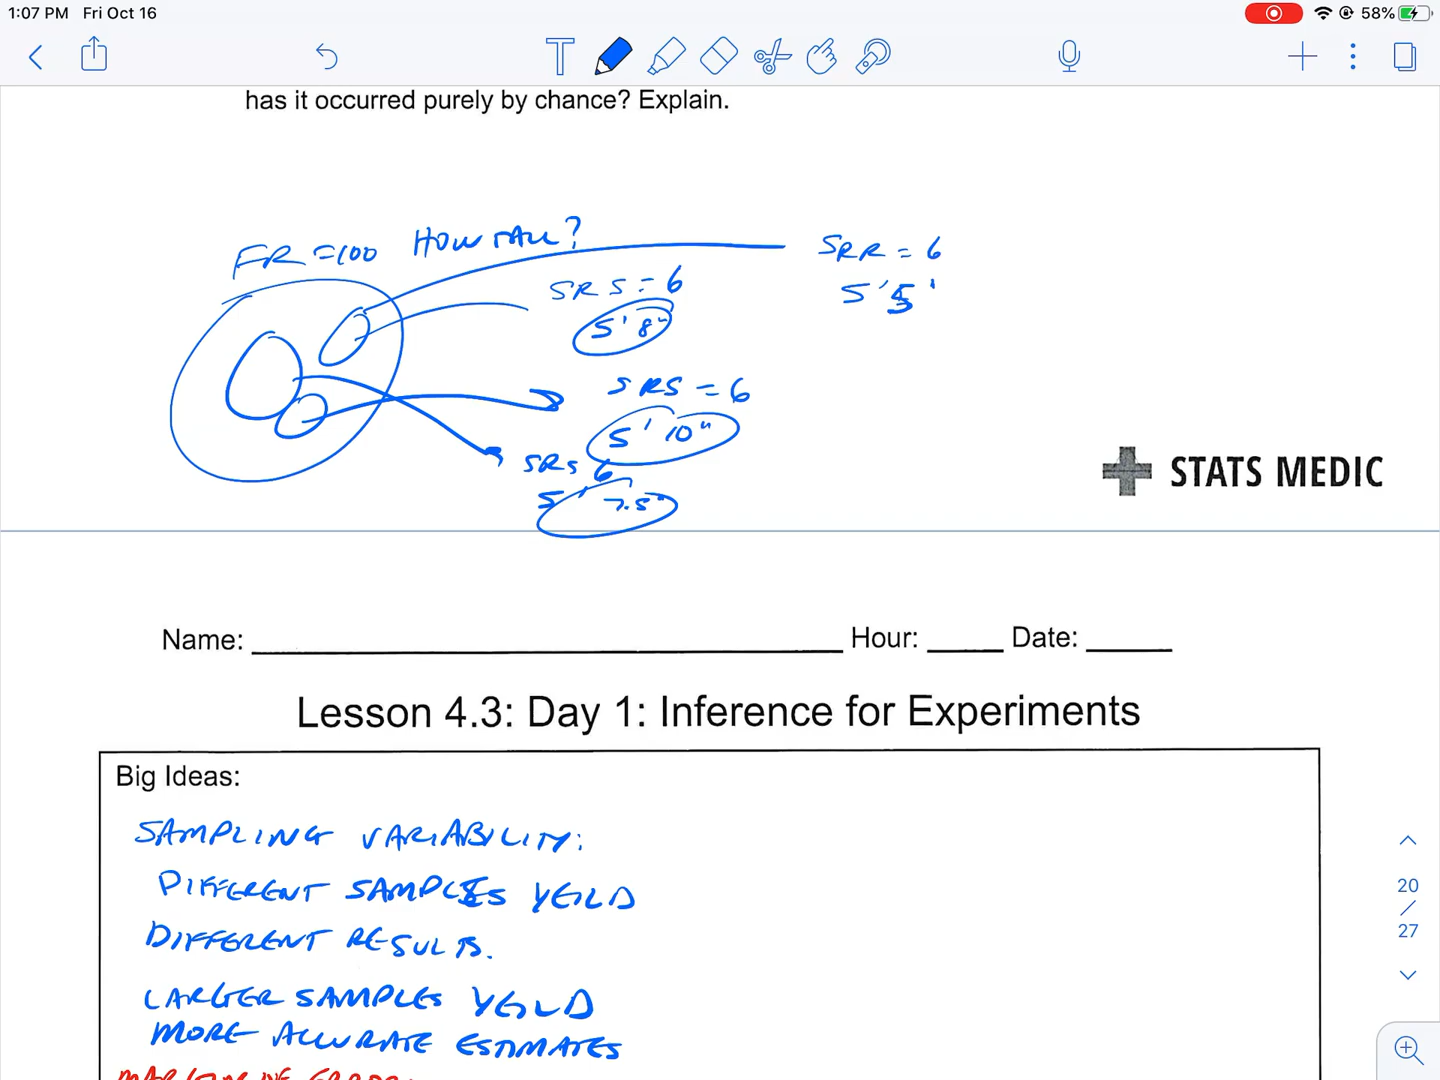 1:07 PM Fri Oct 16
58%
T
has it occurred purely by chance? Explain.
FR = 100 HOW TALL?
SRR = 6
5'5'
SRS = 6
5'8"
SRS = 6
5'10"
SRS 6
5' 7.5"
STATS MEDIC
Name: Hour: Date:
Lesson 4.3: Day 1: Inference for Experiments
Big Ideas:
SAMPLING VARIABILITY:
DIFFERENT SAMPLES YEILD
DIFFERENT RESULTS.
LARGER SAMPLES YEILD
MORE ACCURATE ESTIMATES
20
/
27